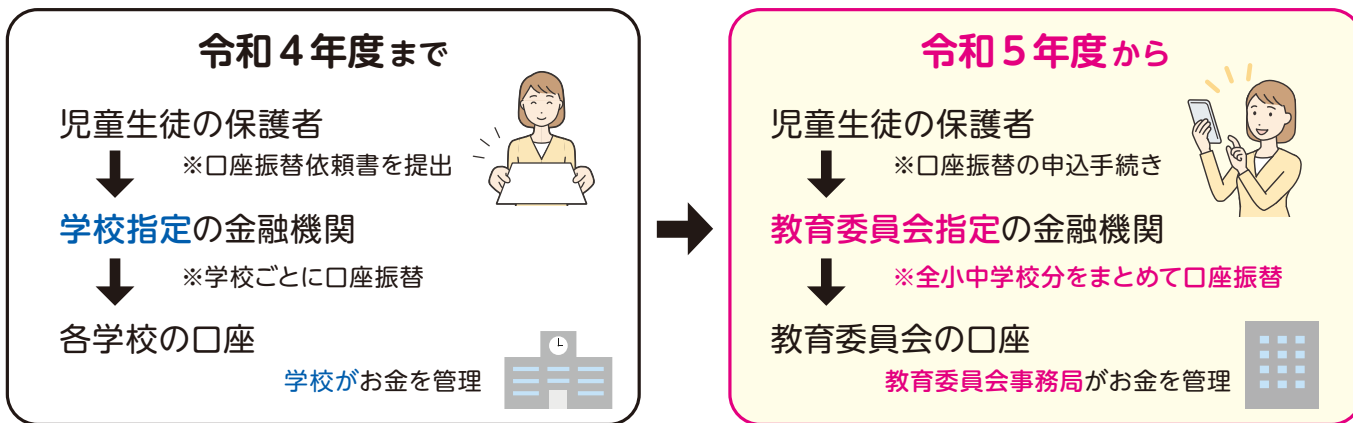 令和４年度まで
児童生徒の保護者
※口座振替依頼書を提出
学校指定の金融機関
※学校ごとに口座振替
各学校の口座
学校がお金を管理
令和５年度から
児童生徒の保護者
※口座振替の申込手続き
教育委員会指定の金融機関
※全小中学校分をまとめて口座振替
教育委員会の口座
教育委員会事務局がお金を管理